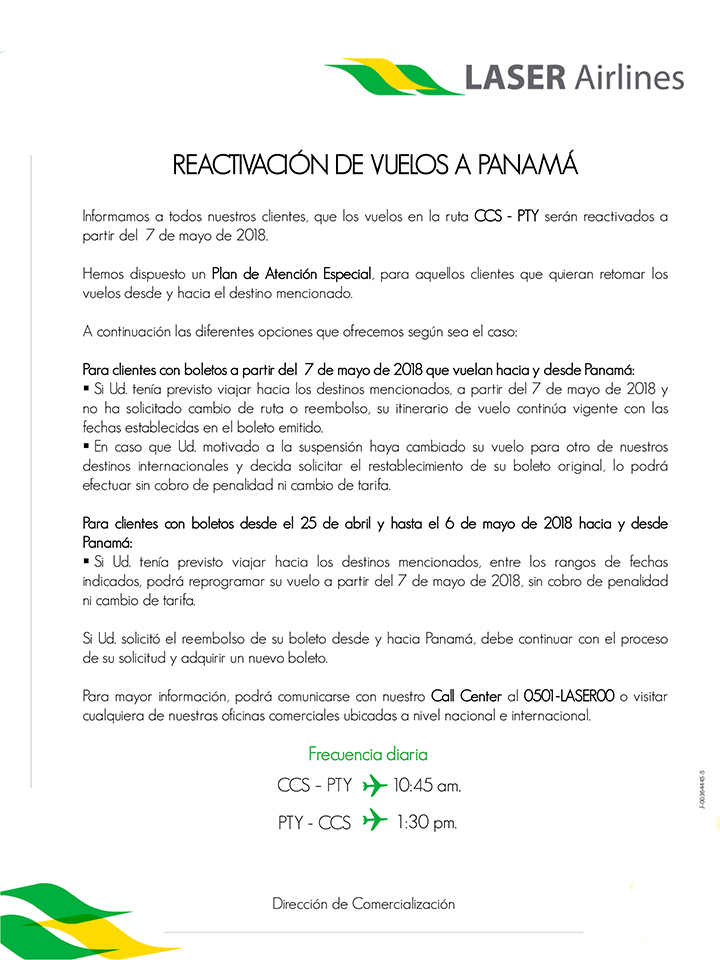 LASER Airlines
REACTIVACIÓN DE VUELOS A PANAMÁ
Informamos a todos nuestros clientes, que los vuelos en la ruta CCS - PTY serán reactivados a
partir del 7 de mayo de 2018.
Hemos dispuesto un Plan de Atención Especial, para aquellos clientes que quieran retomar los
vuelos desde y hacia el destino mencionado.
A continuación las diferentes opciones que ofrecemos según sea el caso:
Para clientes con boletos a partir del 7 de mayo de 2018 que vuelan hacia y desde Panamá:
▪ Si Ud. tenía previsto viajar hacia los destinos mencionados, a partir del 7 de mayo de 2018 y
no ha solicitado cambio de ruta o reembolso, su itinerario de vuelo continúa vigente con las
fechas establecidas en el boleto emitido.
▪ En caso que Ud. motivado a la suspensión haya cambiado su vuelo para otro de nuestros
destinos internacionales y decida solicitar el restablecimiento de su boleto original, lo podrá
efectuar sin cobro de penalidad ni cambio de tarifa.
Para clientes con boletos desde el 25 de abril y hasta el 6 de mayo de 2018 hacia y desde
Panamá:
▪ Si Ud. tenía previsto viajar hacia los destinos mencionados, entre los rangos de fechas
indicados, podrá reprogramar su vuelo a partir del 7 de mayo de 2018, sin cobro de penalidad
ni cambio de tarifa.
Si Ud. solicitó el reembolso de su boleto desde y hacia Panamá, debe continuar con el proceso
de su solicitud y adquirir un nuevo boleto.
Para mayor información, podrá comunicarse con nuestro Call Center al 0501-LASER00 o visitar
cualquiera de nuestras oficinas comerciales ubicadas a nivel nacional e internacional.
Frecuencia diaria
CCS - PTY 10:45 am.
PTY - CCS 1:30 pm.
J-00364445-5
Dirección de Comercialización